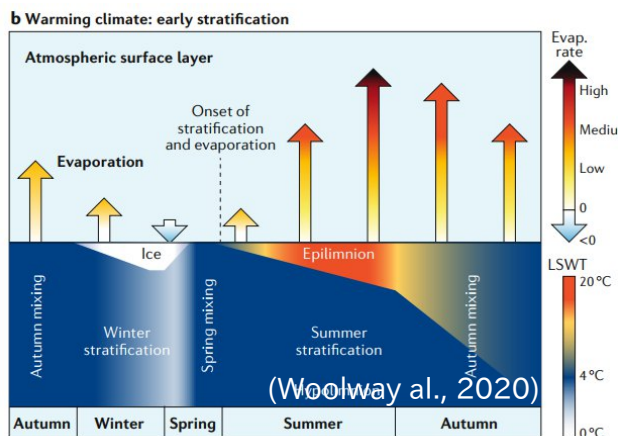 b Warming climate: early stratification
Atmospheric surface layer
Evap.
rate
High
Mediu
Low
0
<0
Onset of
stratification
and evaporation
Evaporation
Ice
Epilimnion
Autumn mixing
Winter
stratification
Spring mixing
Summer
stratification
Autumn mixing
(Woolway al., 2020)
LSWT
20°C
4°C
0°C
Autumn
Winter
Spring
Summer
Autumn